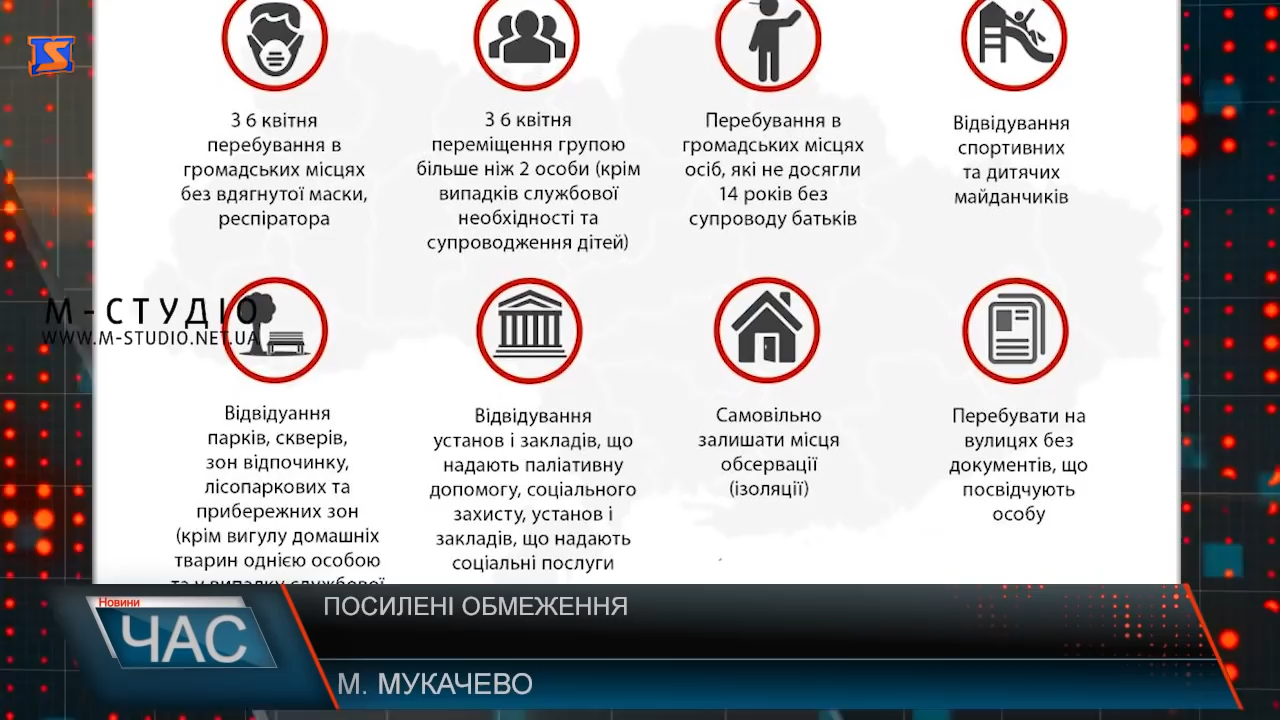 З 6 квітня
перебування в
громадських місцях
без вдягнутої маски,
респіратора
З 6 квітня
переміщення групою
більше ніж 2 особи (крім
випадків службової
необхідності та
супроводження дітей)
Перебування в
громадських місцях
осіб, які не досягли
14 років без
супроводу батьків
Відвідування
спортивних
та дитячих
майданчиків
М-СТУДІО
WWW.M-STUDIO.NET.UA
Відвідуання
парків, скверів,
зон відпочинку,
лісопаркових та
прибережних зон
(крім вигулу домашніх
тварин однією особою
та у випадку службової
Відвідування
установ і закладів, що
надають паліативну
допомогу, соціального
захисту, установ і
закладів, що надають
соціальні послуги
Самовільно
залишати місця
обсервації
(ізоляції)
Перебувати на
вулицях без
документів, що
посвідчують
особу
Новини
ЧАС
ПОСИЛЕНІ ОБМЕЖЕННЯ
М. МУКАЧЕВО